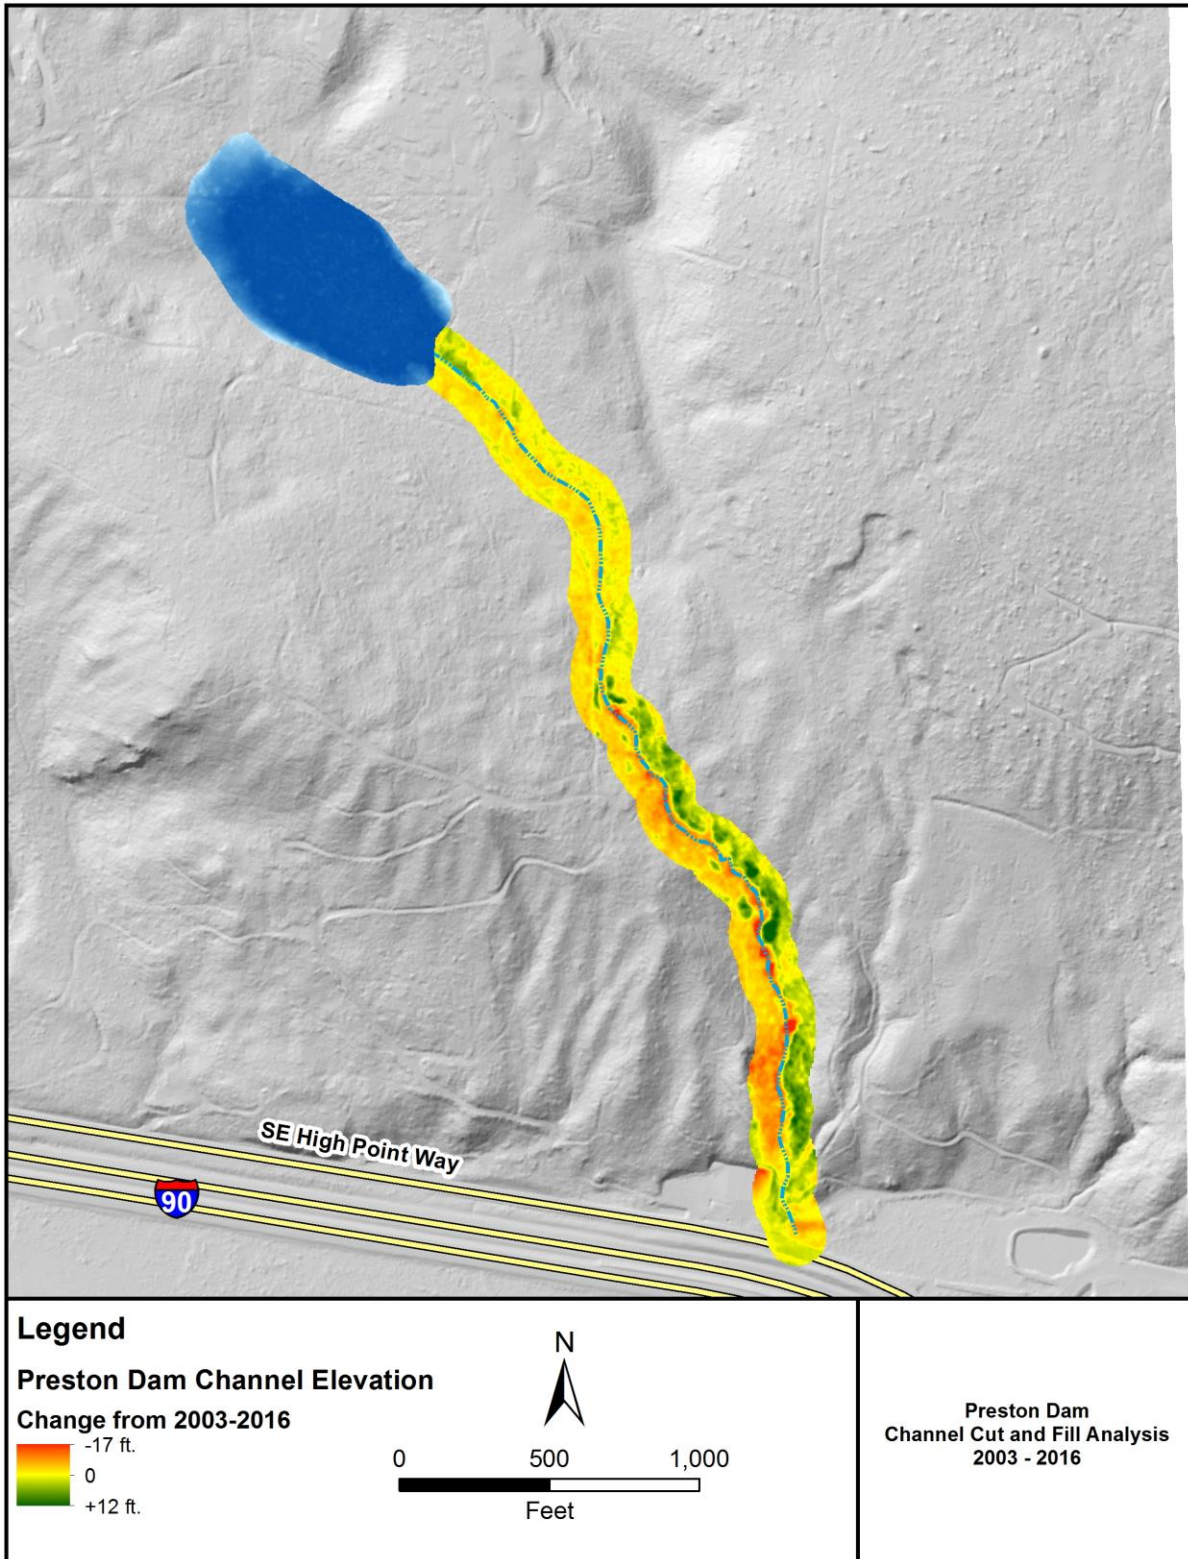 SE High Point Way
90
Legend
Preston Dam Channel Elevation
Change from 2003-2016
-17 ft.
0
+12 ft.
N
0 500 1,000
Feet
Preston Dam
Channel Cut and Fill Analysis
2003 - 2016